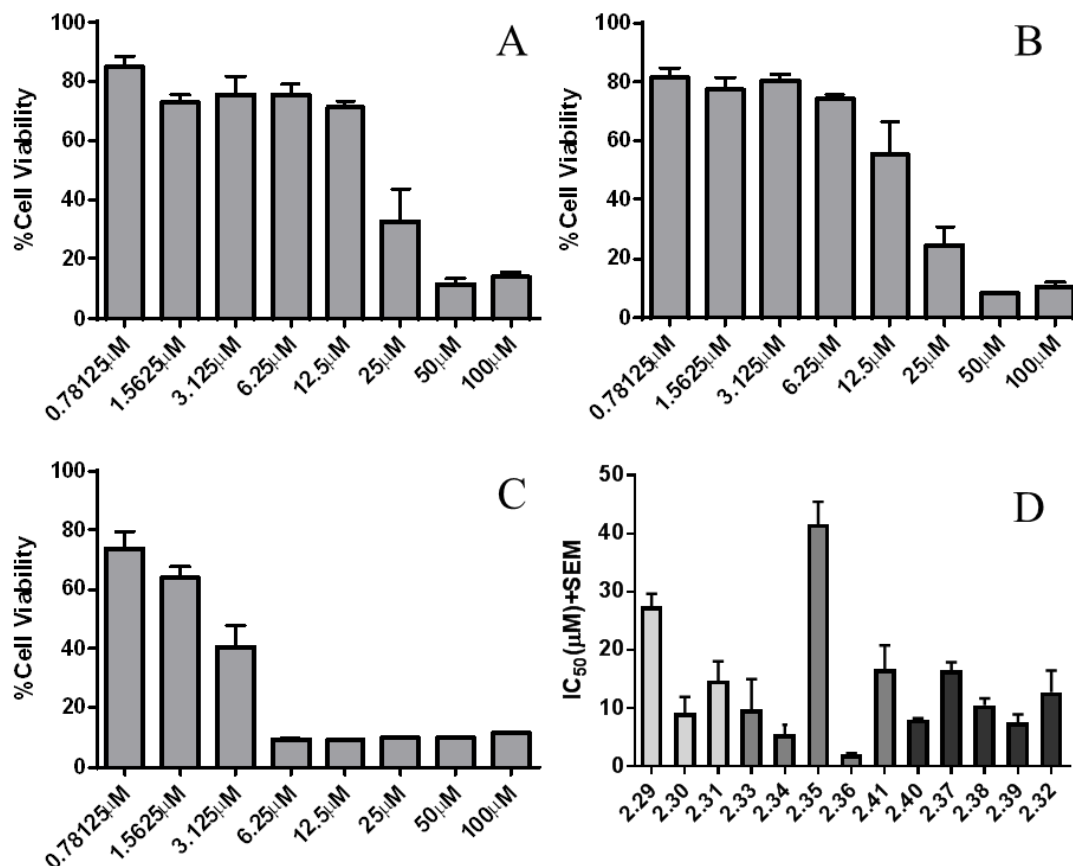 A
%Cell Viability
100
80
60
40
20
0
0.78125µM
1.5625µM
3.125µM
6.25µM
12.5µM
25µM
50µM
100µM
B
%Cell Viability
100
80
60
40
20
0
0.78125µM
1.5625µM
3.125µM
6.25µM
12.5µM
25µM
50µM
100µM
C
%Cell Viability
100
80
60
40
20
0
0.78125µM
1.5625µM
3.125µM
6.25µM
12.5µM
25µM
50µM
100µM
D
IC50(µM)+SEM
50
40
30
20
10
0
2.29
2.30
2.31
2.33
2.34
2.35
2.36
2.41
2.40
2.37
2.38
2.39
2.32